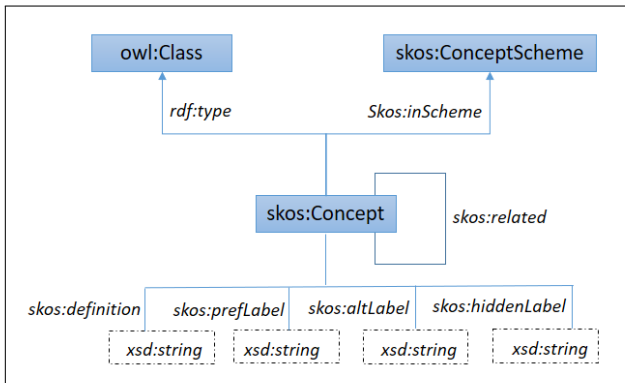 owl:Class
skos:ConceptScheme
rdf:type
Skos:inScheme
skos:Concept
skos:related
skos:definition
skos:prefLabel
skos:altLabel
skos:hiddenLabel
xsd:string
xsd:string
xsd:string
xsd:string